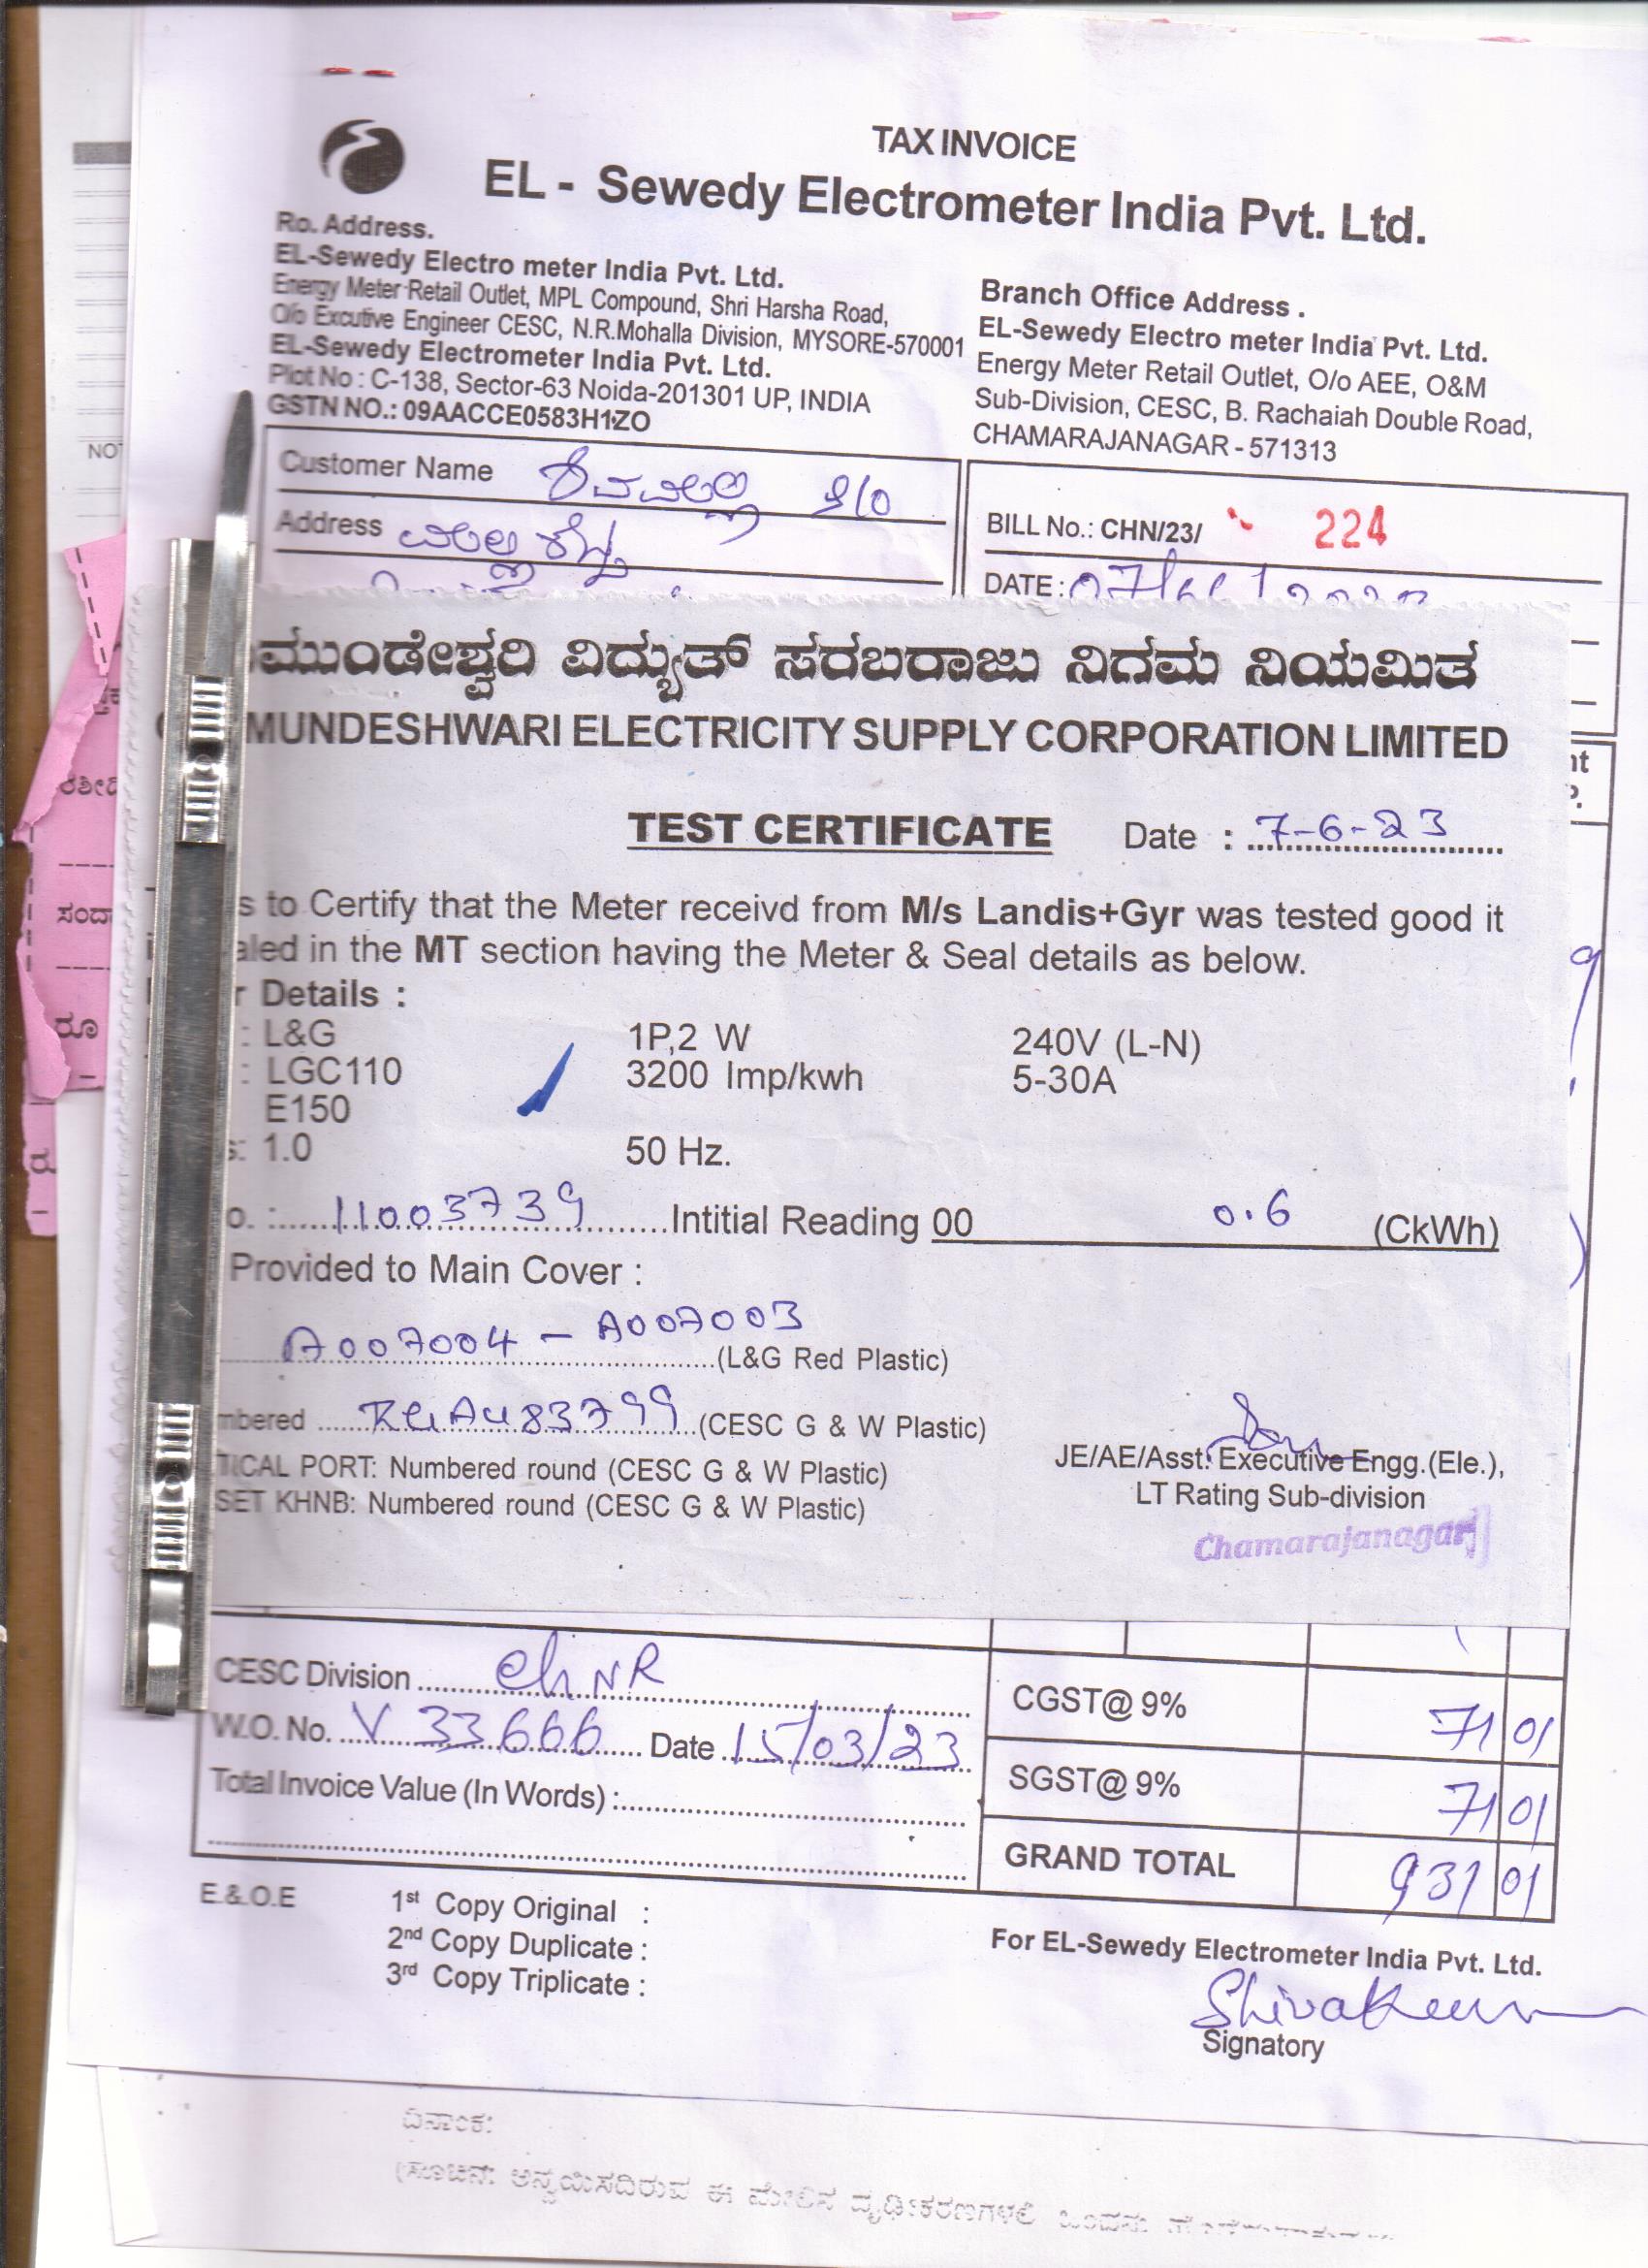 TAX INVOICE
EL - Sewedy Electrometer India Pvt. Ltd.
Ro. Address.
EL-Sewedy Electro meter India Pvt. Ltd.
Energy Meter Retail Outlet, MPL Compound, Shri Harsha Road,
O/o Excutive Engineer CESC, N.R.Mohalla Division, MYSORE-570001
EL-Sewedy Electrometer India Pvt. Ltd.
Plot No : C-138, Sector-63 Noida-201301 UP, INDIA
GSTN NO.: 09AACCE0583H1ZO
Branch Office Address .
EL-Sewedy Electro meter India Pvt. Ltd.
Energy Meter Retail Outlet, O/o AEE, O&M
Sub-Division, CESC, B. Rachaiah Double Road,
CHAMARAJANAGAR - 571313
Customer Name S/O
Address
BILL No.: CHN/23/ 224
DATE :
ಮುಂಡೇಶ್ವರಿ ವಿದ್ಯುತ್ ಸರಬರಾಜು ನಿಗಮ ನಿಯಮಿತ
MUNDESHWARI ELECTRICITY SUPPLY CORPORATION LIMITED
TEST CERTIFICATE Date : 7-6-23
s to Certify that the Meter receivd from M/s Landis+Gyr was tested good it
aled in the MT section having the Meter & Seal details as below.
r Details :
: L&G 1P,2 W 240V (L-N)
: LGC110 3200 Imp/kwh 5-30A
E150
s: 1.0 50 Hz.
o. : 11003739 Intitial Reading 00 0.6 (CkWh)
Provided to Main Cover :
A007004 - A007003 (L&G Red Plastic)
mbered (CESC G & W Plastic)
TICAL PORT: Numbered round (CESC G & W Plastic)
SET KHNB: Numbered round (CESC G & W Plastic)
JE/AE/Asst. Executive Engg.(Ele.),
LT Rating Sub-division
Chamarajanagar
CESC Division ChNR
W.O. No. V 33666 Date 15/03/23
Total Invoice Value (In Words) :
CGST@ 9% 71 01
SGST@ 9% 71 01
GRAND TOTAL 931 01
E.&.O.E
1st Copy Original :
2nd Copy Duplicate :
3rd Copy Triplicate :
For EL-Sewedy Electrometer India Pvt. Ltd.
Shivakum
Signatory
ದಿನಾಂಕ:
(ಸೂಚನೆ: ಅನ್ವಯಿಸದಿರುವ ಈ ಮೇಲಿನ